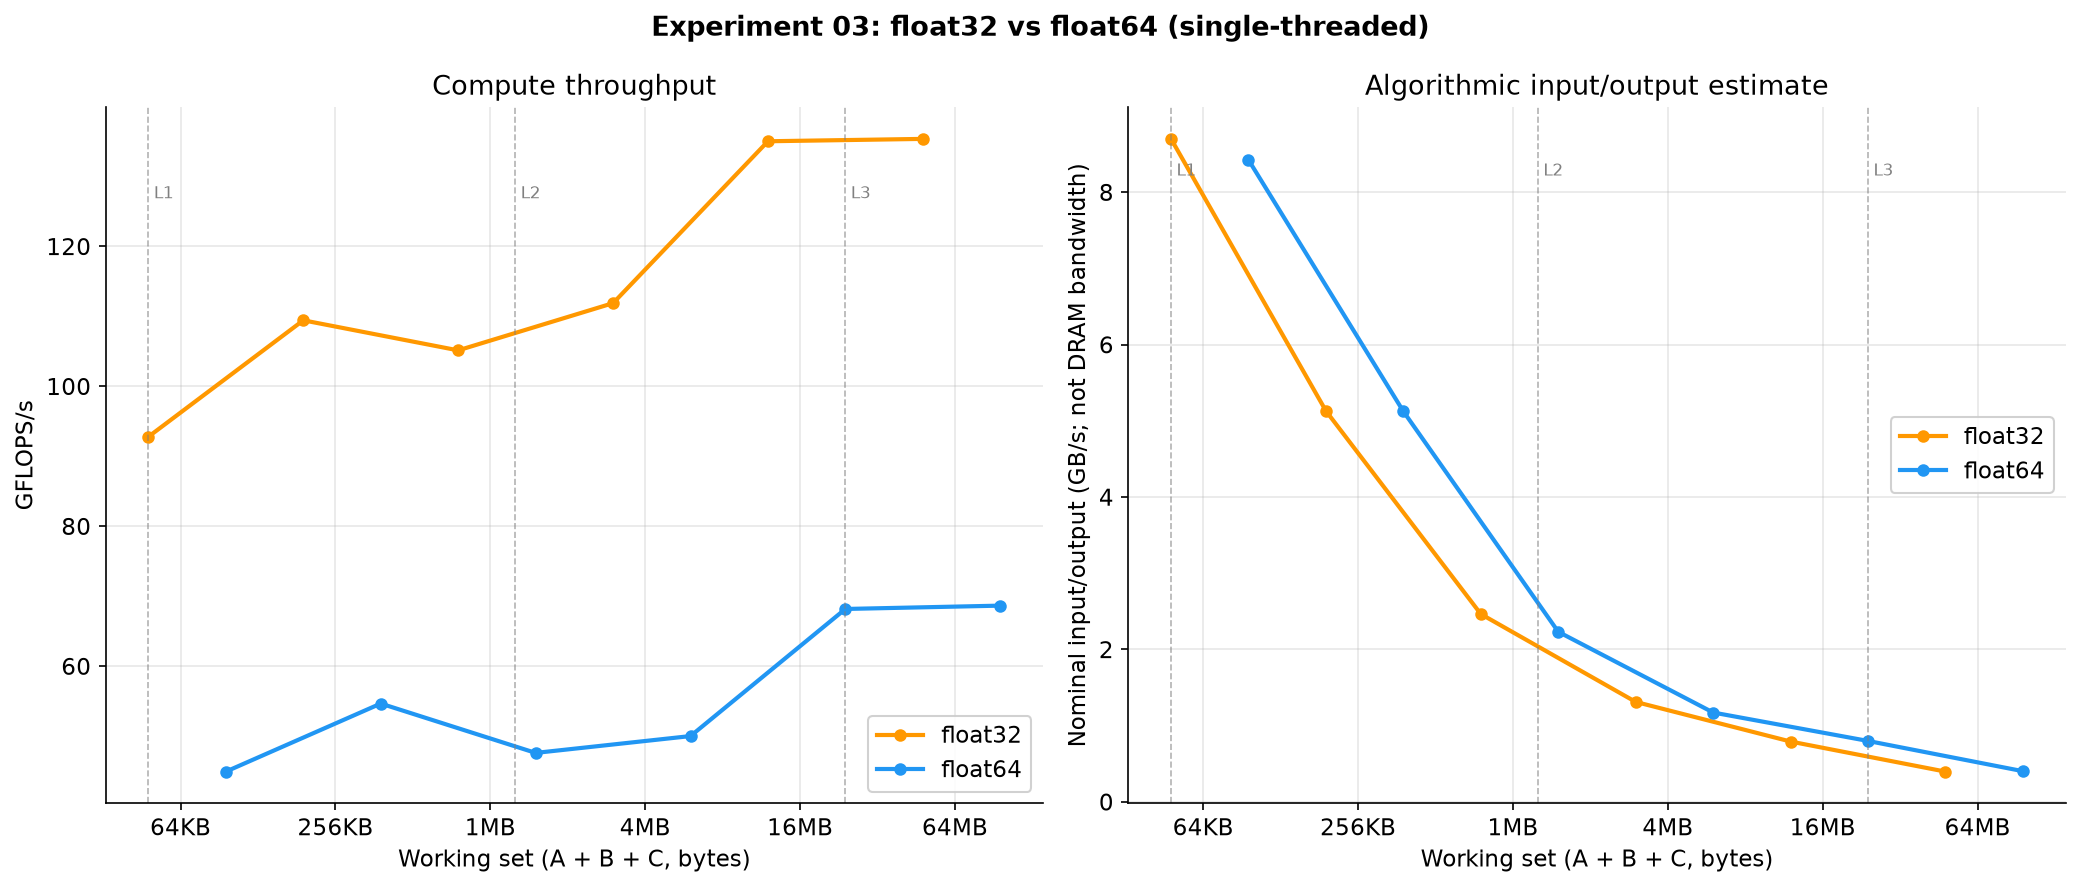 Experiment 03: float32 vs float64 (single-threaded)
Compute throughput
GFLOPS/s
120
100
80
60
L1
L2
L3
float32
float64
64KB
256KB
1MB
4MB
16MB
64MB
Working set (A + B + C, bytes)
Algorithmic input/output estimate
Nominal input/output (GB/s; not DRAM bandwidth)
8
6
4
2
0
L1
L2
L3
float32
float64
64KB
256KB
1MB
4MB
16MB
64MB
Working set (A + B + C, bytes)